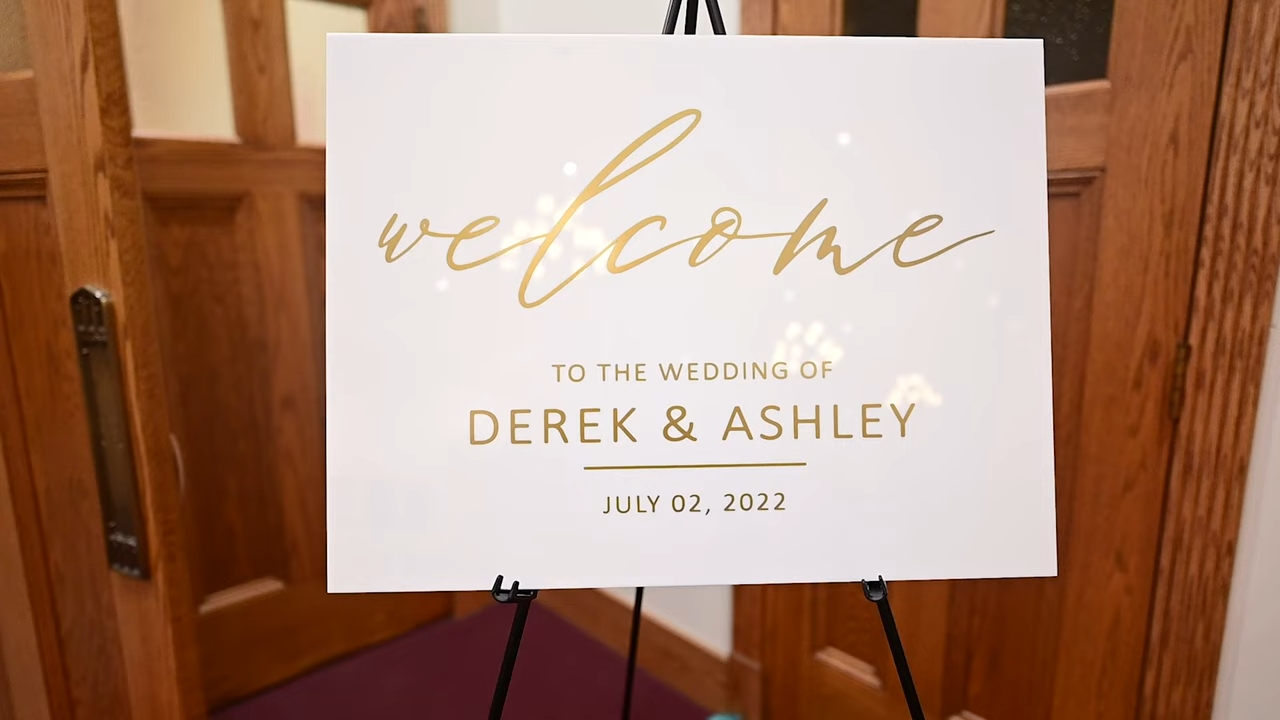 welcome
TO THE WEDDING OF
DEREK & ASHLEY
JULY 02, 2022